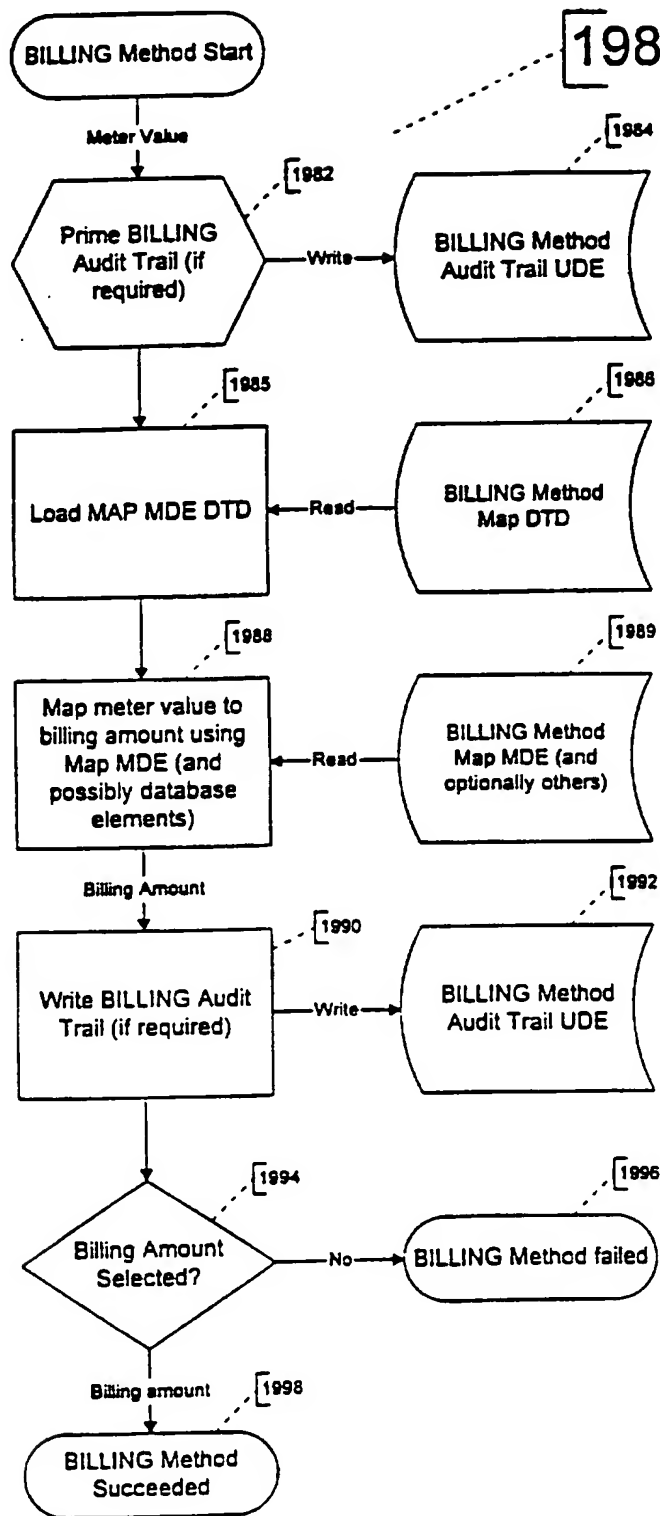 BILLING Method Start
198
Meter Value
1984
1982
Prime BILLING
Audit Trail (if
required)
Write
BILLING Method
Audit Trail UDE
1985
1986
Load MAP MDE DTD
Read
BILLING Method
Map DTD
1988
1989
Map meter value to
billing amount using
Map MDE (and
possibly database
elements)
Read
BILLING Method
Map MDE (and
optionally others)
Billing Amount
1992
1990
Write BILLING Audit
Trail (if required)
Write
BILLING Method
Audit Trail UDE
1994
1996
Billing Amount
Selected?
No
BILLING Method failed
Billing amount
1998
BILLING Method
Succeeded